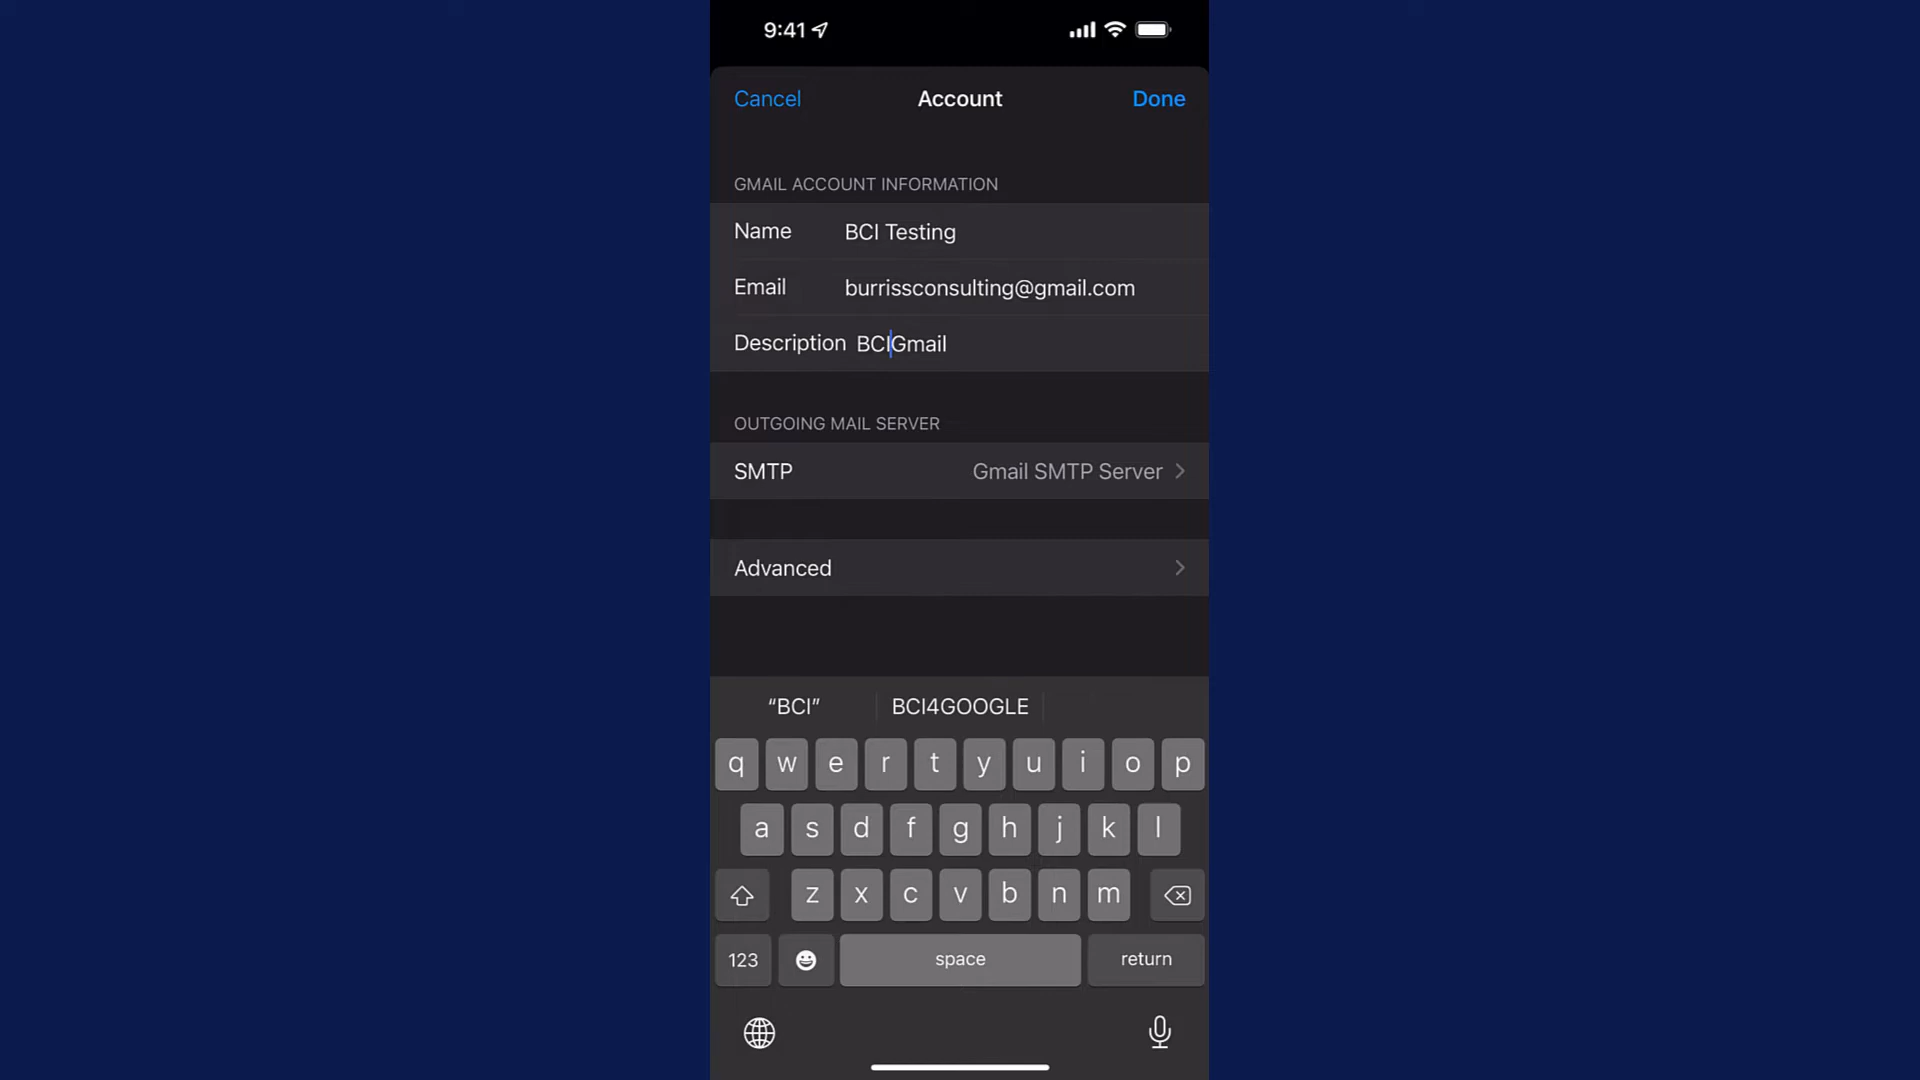 9:41
Cancel Account Done
GMAIL ACCOUNT INFORMATION
Name BCI Testing
Email burrissconsulting@gmail.com
Description BCIGmail
OUTGOING MAIL SERVER
SMTP Gmail SMTP Server
Advanced
“BCI” BCI4GOOGLE
q w e r t y u i o p
a s d f g h j k l
z x c v b n m
123 space return